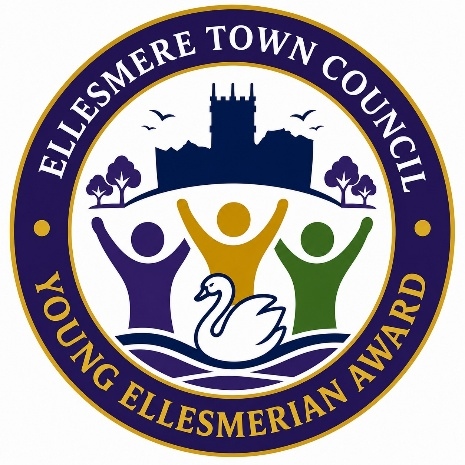 ELLESMERE TOWN COUNCIL
YOUNG ELLESMERIAN AWARD